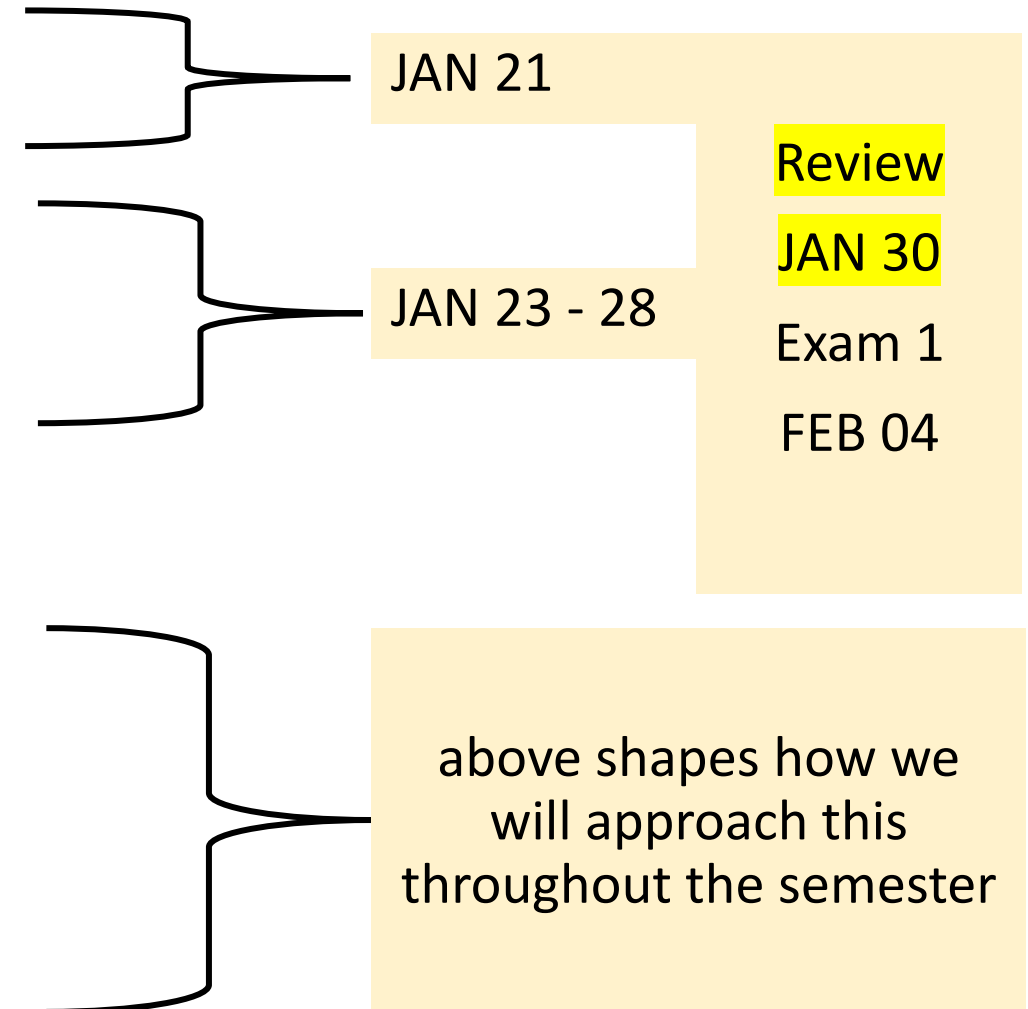 JAN 21
Review
JAN 30
JAN 23 - 28
Exam 1
FEB 04
above shapes how we
will approach this
throughout the semester